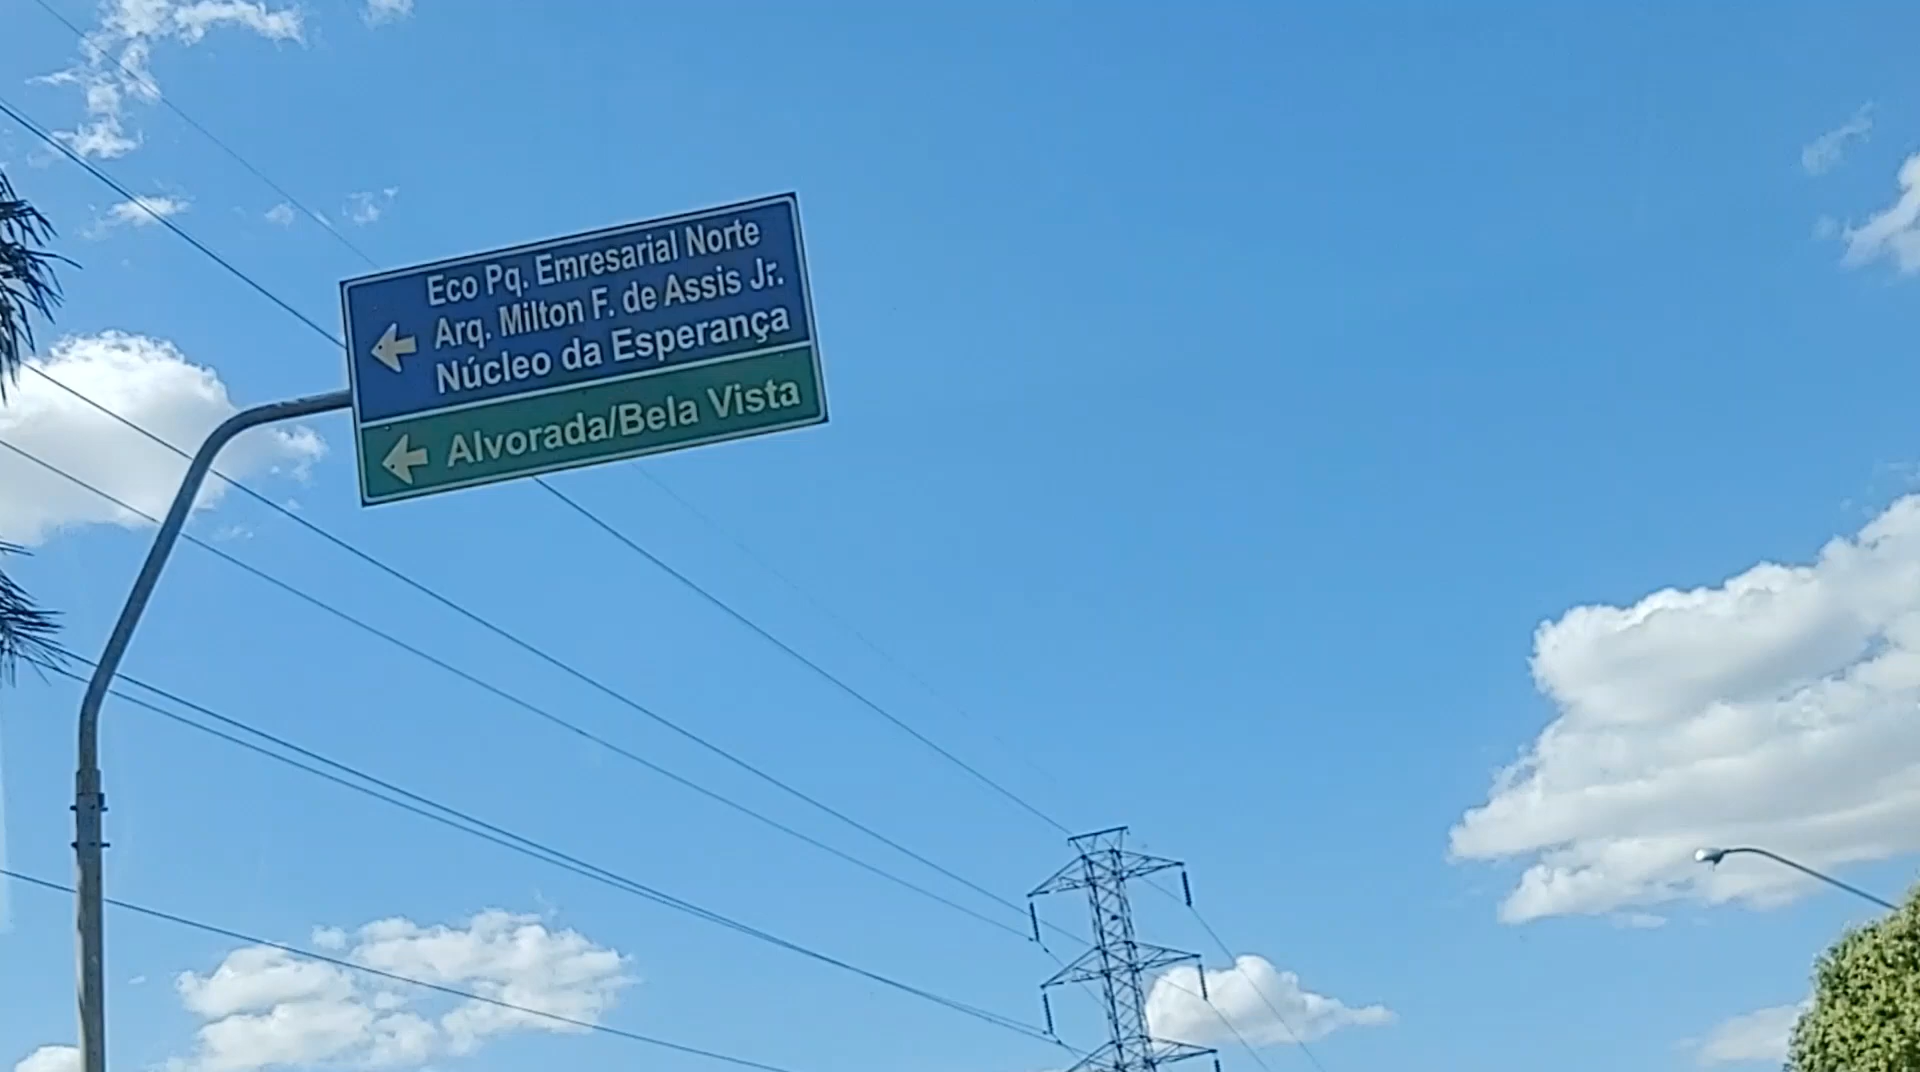 Eco Pq. Emresarial Norte
Arq. Milton F. de Assis Jr.
Núcleo da Esperança
Alvorada/Bela Vista